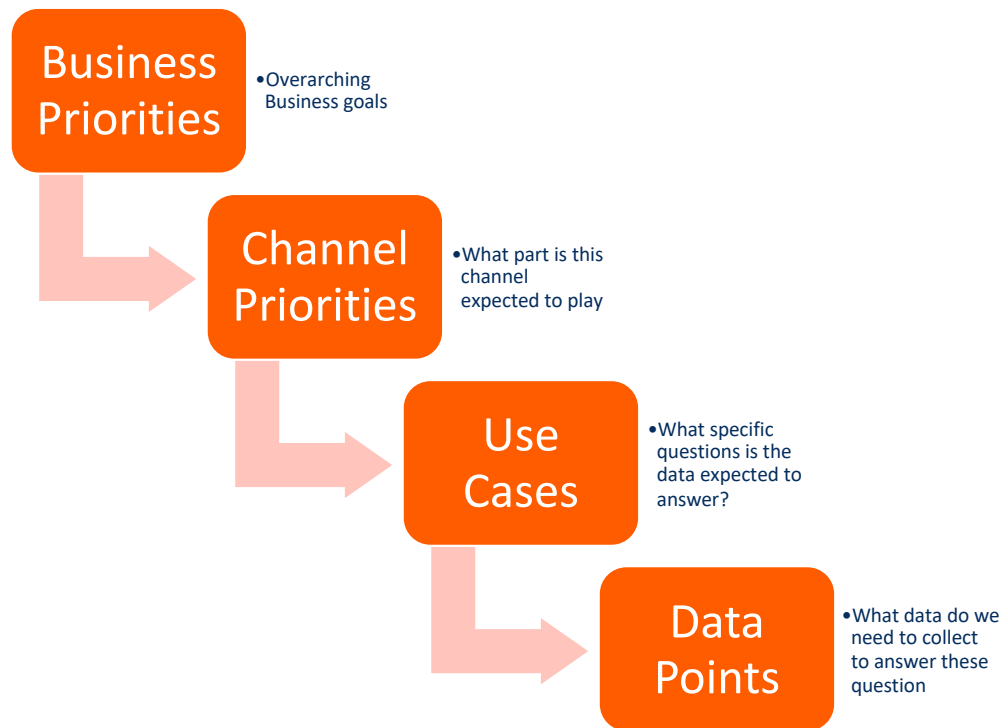 Business
Priorities
•Overarching
Business goals
Channel
Priorities
•What part is this
channel
expected to play
Use
Cases
•What specific
questions is the
data expected to
answer?
Data
Points
•What data do we
need to collect
to answer these
question